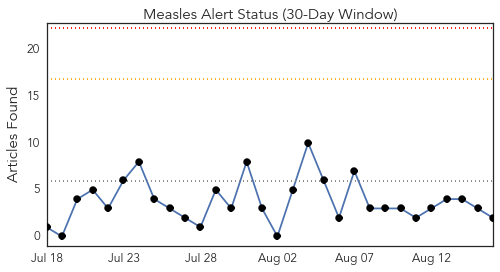 Measles Alert Status (30-Day Window)
Articles Found
20
15
10
5
0
Jul 18 Jul 23 Jul 28 Aug 02 Aug 07 Aug 12